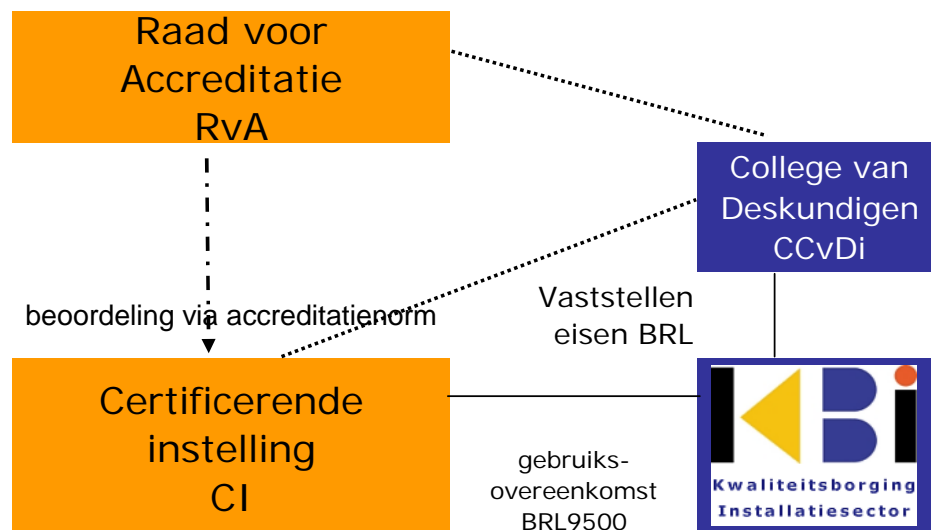 Raad voor
Accreditatie
RvA
College van
Deskundigen
CCvDi
beoordeling via accreditatienorm
Vaststellen
eisen BRL
Certificerende
instelling
CI
gebruiks-
overeenkomst
BRL9500
KBi
Kwaliteitsborging
Installatiesector